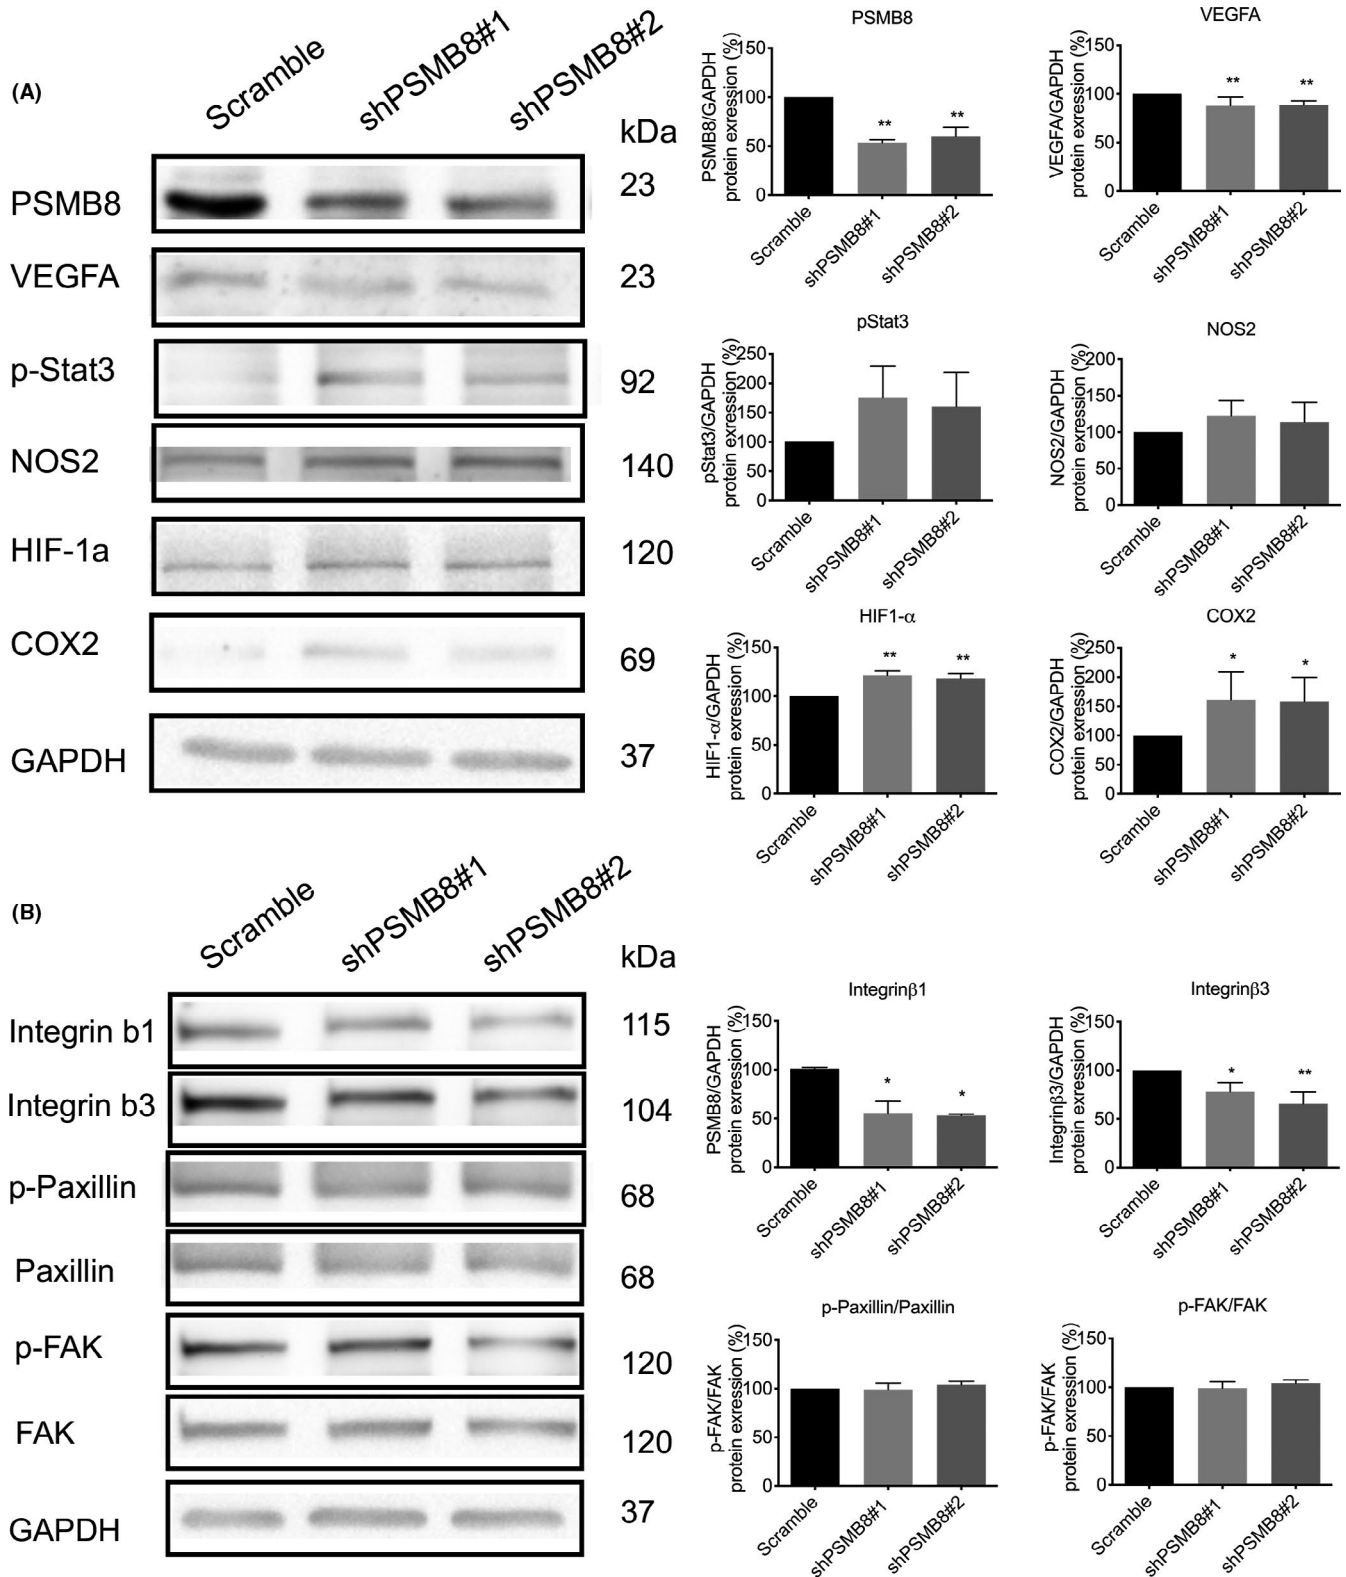 (A)
Scramble
shPSMB8#1
shPSMB8#2
kDa
PSMB8
23
VEGFA
23
p-Stat3
92
NOS2
140
HIF-1a
120
COX2
69
GAPDH
37
PSMB8
PSMB8/GAPDH
protein exression (%)
150
100
50
0
**
**
Scramble
shPSMB8#1
shPSMB8#2
VEGFA
VEGFA/GAPDH
protein exression (%)
150
100
50
0
**
**
Scramble
shPSMB8#1
shPSMB8#2
pStat3
pStat3/GAPDH
protein exression (%)
250
200
150
100
50
0
Scramble
shPSMB8#1
shPSMB8#2
NOS2
NOS2/GAPDH
protein exression (%)
200
150
100
50
0
Scramble
shPSMB8#1
shPSMB8#2
HIF1-α
HIF1-α/GAPDH
protein exression (%)
150
100
50
0
**
**
Scramble
shPSMB8#1
shPSMB8#2
COX2
COX2/GAPDH
protein exression (%)
250
200
150
100
50
0
*
*
Scramble
shPSMB8#1
shPSMB8#2
(B)
Scramble
shPSMB8#1
shPSMB8#2
kDa
Integrin b1
115
Integrin b3
104
p-Paxillin
68
Paxillin
68
p-FAK
120
FAK
120
GAPDH
37
Integrinβ1
PSMB8/GAPDH
protein exression (%)
150
100
50
0
*
*
Scramble
shPSMB8#1
shPSMB8#2
Integrinβ3
Integrinβ3/GAPDH
protein exression (%)
150
100
50
0
*
**
Scramble
shPSMB8#1
shPSMB8#2
p-Paxillin/Paxillin
p-FAK/FAK
protein exression (%)
150
100
50
0
Scramble
shPSMB8#1
shPSMB8#2
p-FAK/FAK
p-FAK/FAK
protein exression (%)
150
100
50
0
Scramble
shPSMB8#1
shPSMB8#2